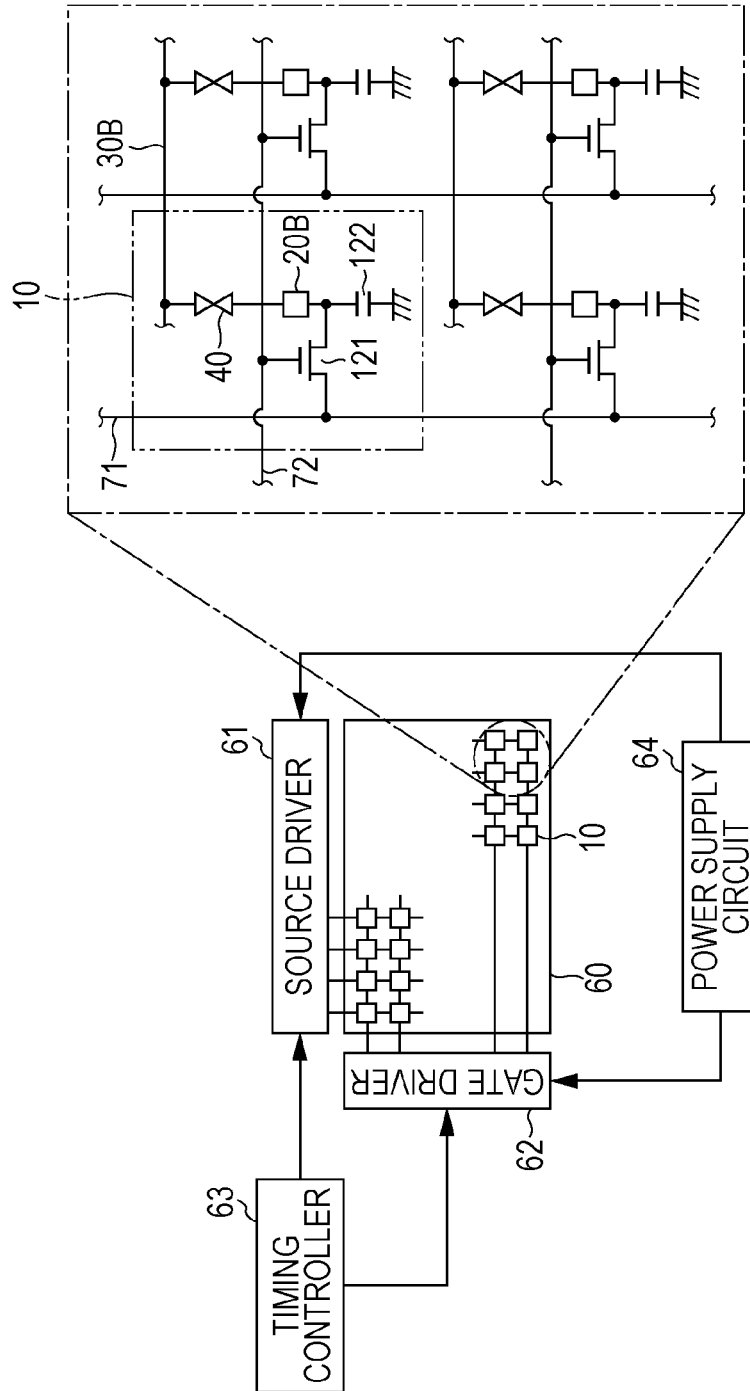 63
TIMING
CONTROLLER
61
SOURCE DRIVER
GATE DRIVER
62
10
60
64
POWER SUPPLY
CIRCUIT
10
30B
71
72
40
20B
121
122